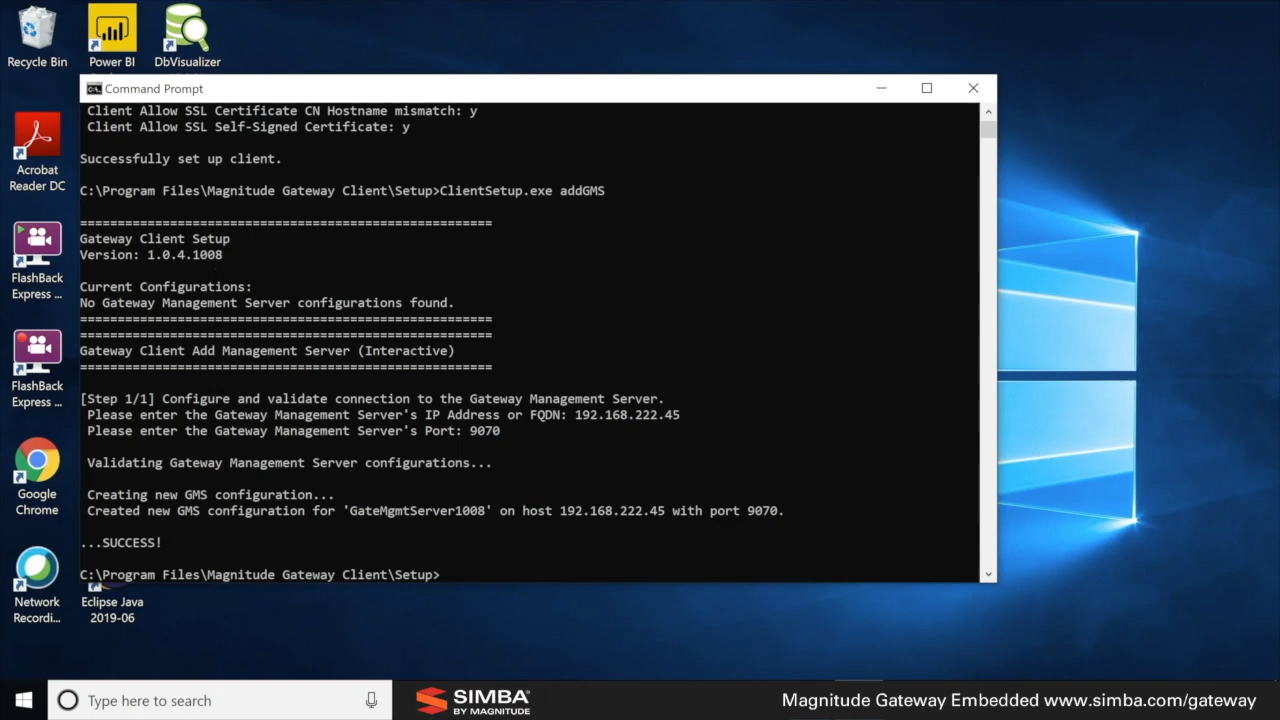 Recycle Bin
Power BI
DbVisualizer
Command Prompt
Client Allow SSL Certificate CN Hostname mismatch: y
Client Allow SSL Self-Signed Certificate: y
Successfully set up client.
C:\Program Files\Magnitude Gateway Client\Setup>ClientSetup.exe addGMS
=======================================================
Gateway Client Setup
Version: 1.0.4.1008
Current Configurations:
No Gateway Management Server configurations found.
=======================================================
=======================================================
Gateway Client Add Management Server (Interactive)
=======================================================
[Step 1/1] Configure and validate connection to the Gateway Management Server.
Please enter the Gateway Management Server's IP Address or FQDN: 192.168.222.45
Please enter the Gateway Management Server's Port: 9070
Validating Gateway Management Server configurations...
Creating new GMS configuration...
Created new GMS configuration for 'GateMgmtServer1008' on host 192.168.222.45 with port 9070.
...SUCCESS!
C:\Program Files\Magnitude Gateway Client\Setup>
Acrobat
Reader DC
FlashBack
Express ...
FlashBack
Express ...
Google
Chrome
Network
Recordi...
Eclipse Java
2019-06
Type here to search
SIMBA
BY MAGNITUDE
Magnitude Gateway Embedded www.simba.com/gateway